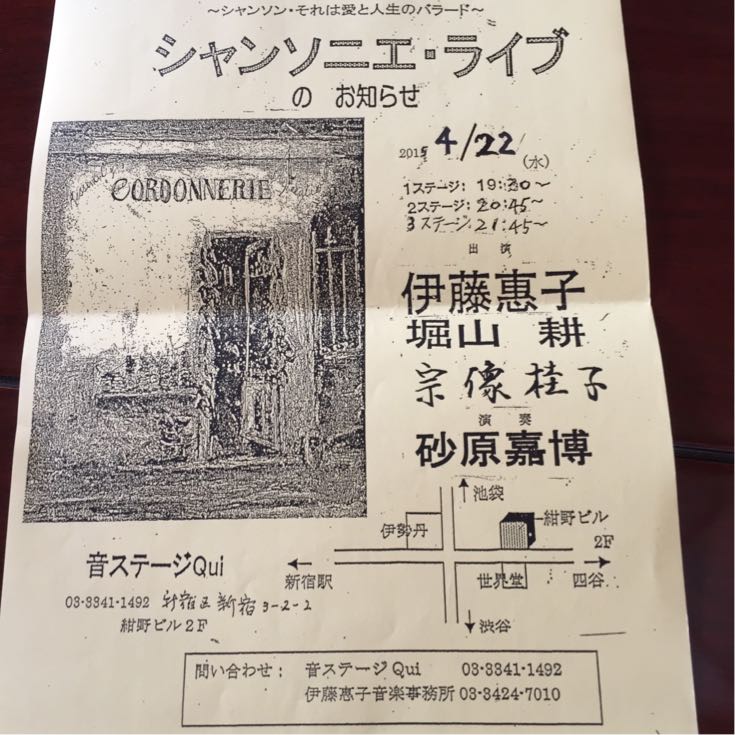 ～シャンソン・それは愛と人生のバラード～
シャンソニエ・ライブ
の お知らせ
CORDONNERIE
2015 4/22(水)
1ステージ：19:30～
2ステージ：20:45～
3ステージ：21:45～
出演
伊藤惠子
堀山 耕
宗像桂子
演奏
砂原嘉博
池袋
伊勢丹
紺野ビル
2F
新宿駅
世界堂
四谷
渋谷
音ステージQui
03-3341-1492 新宿区新宿3-2-2
紺野ビル2F
問い合わせ： 音ステージQui 03-3341-1492
伊藤惠子音楽事務所 03-3424-7010